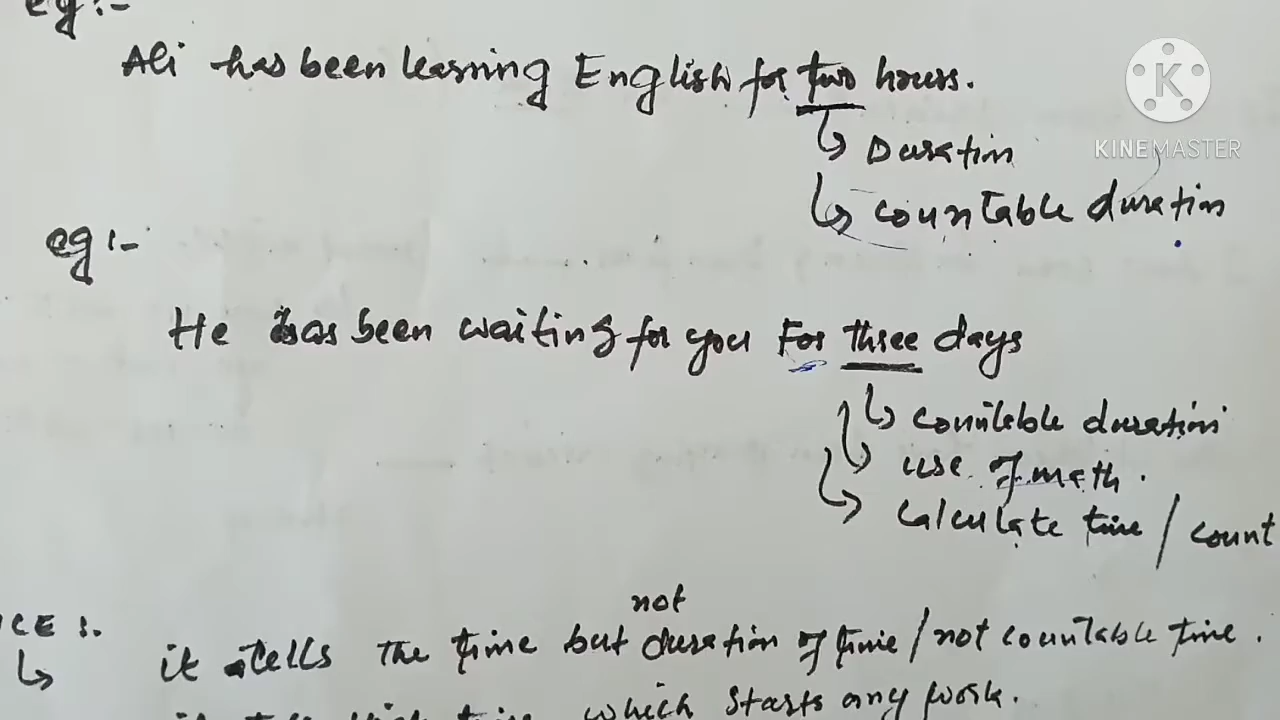 eg:-
Ali has been learning English for two hours.
K
KINEMASTER
Duration
countable duration
eg:-
He has been waiting for you For three days
countable duration
use of math.
calculate time / count
NCE:.
not
it tells the time but duration of time / not countable time.
which starts any work.